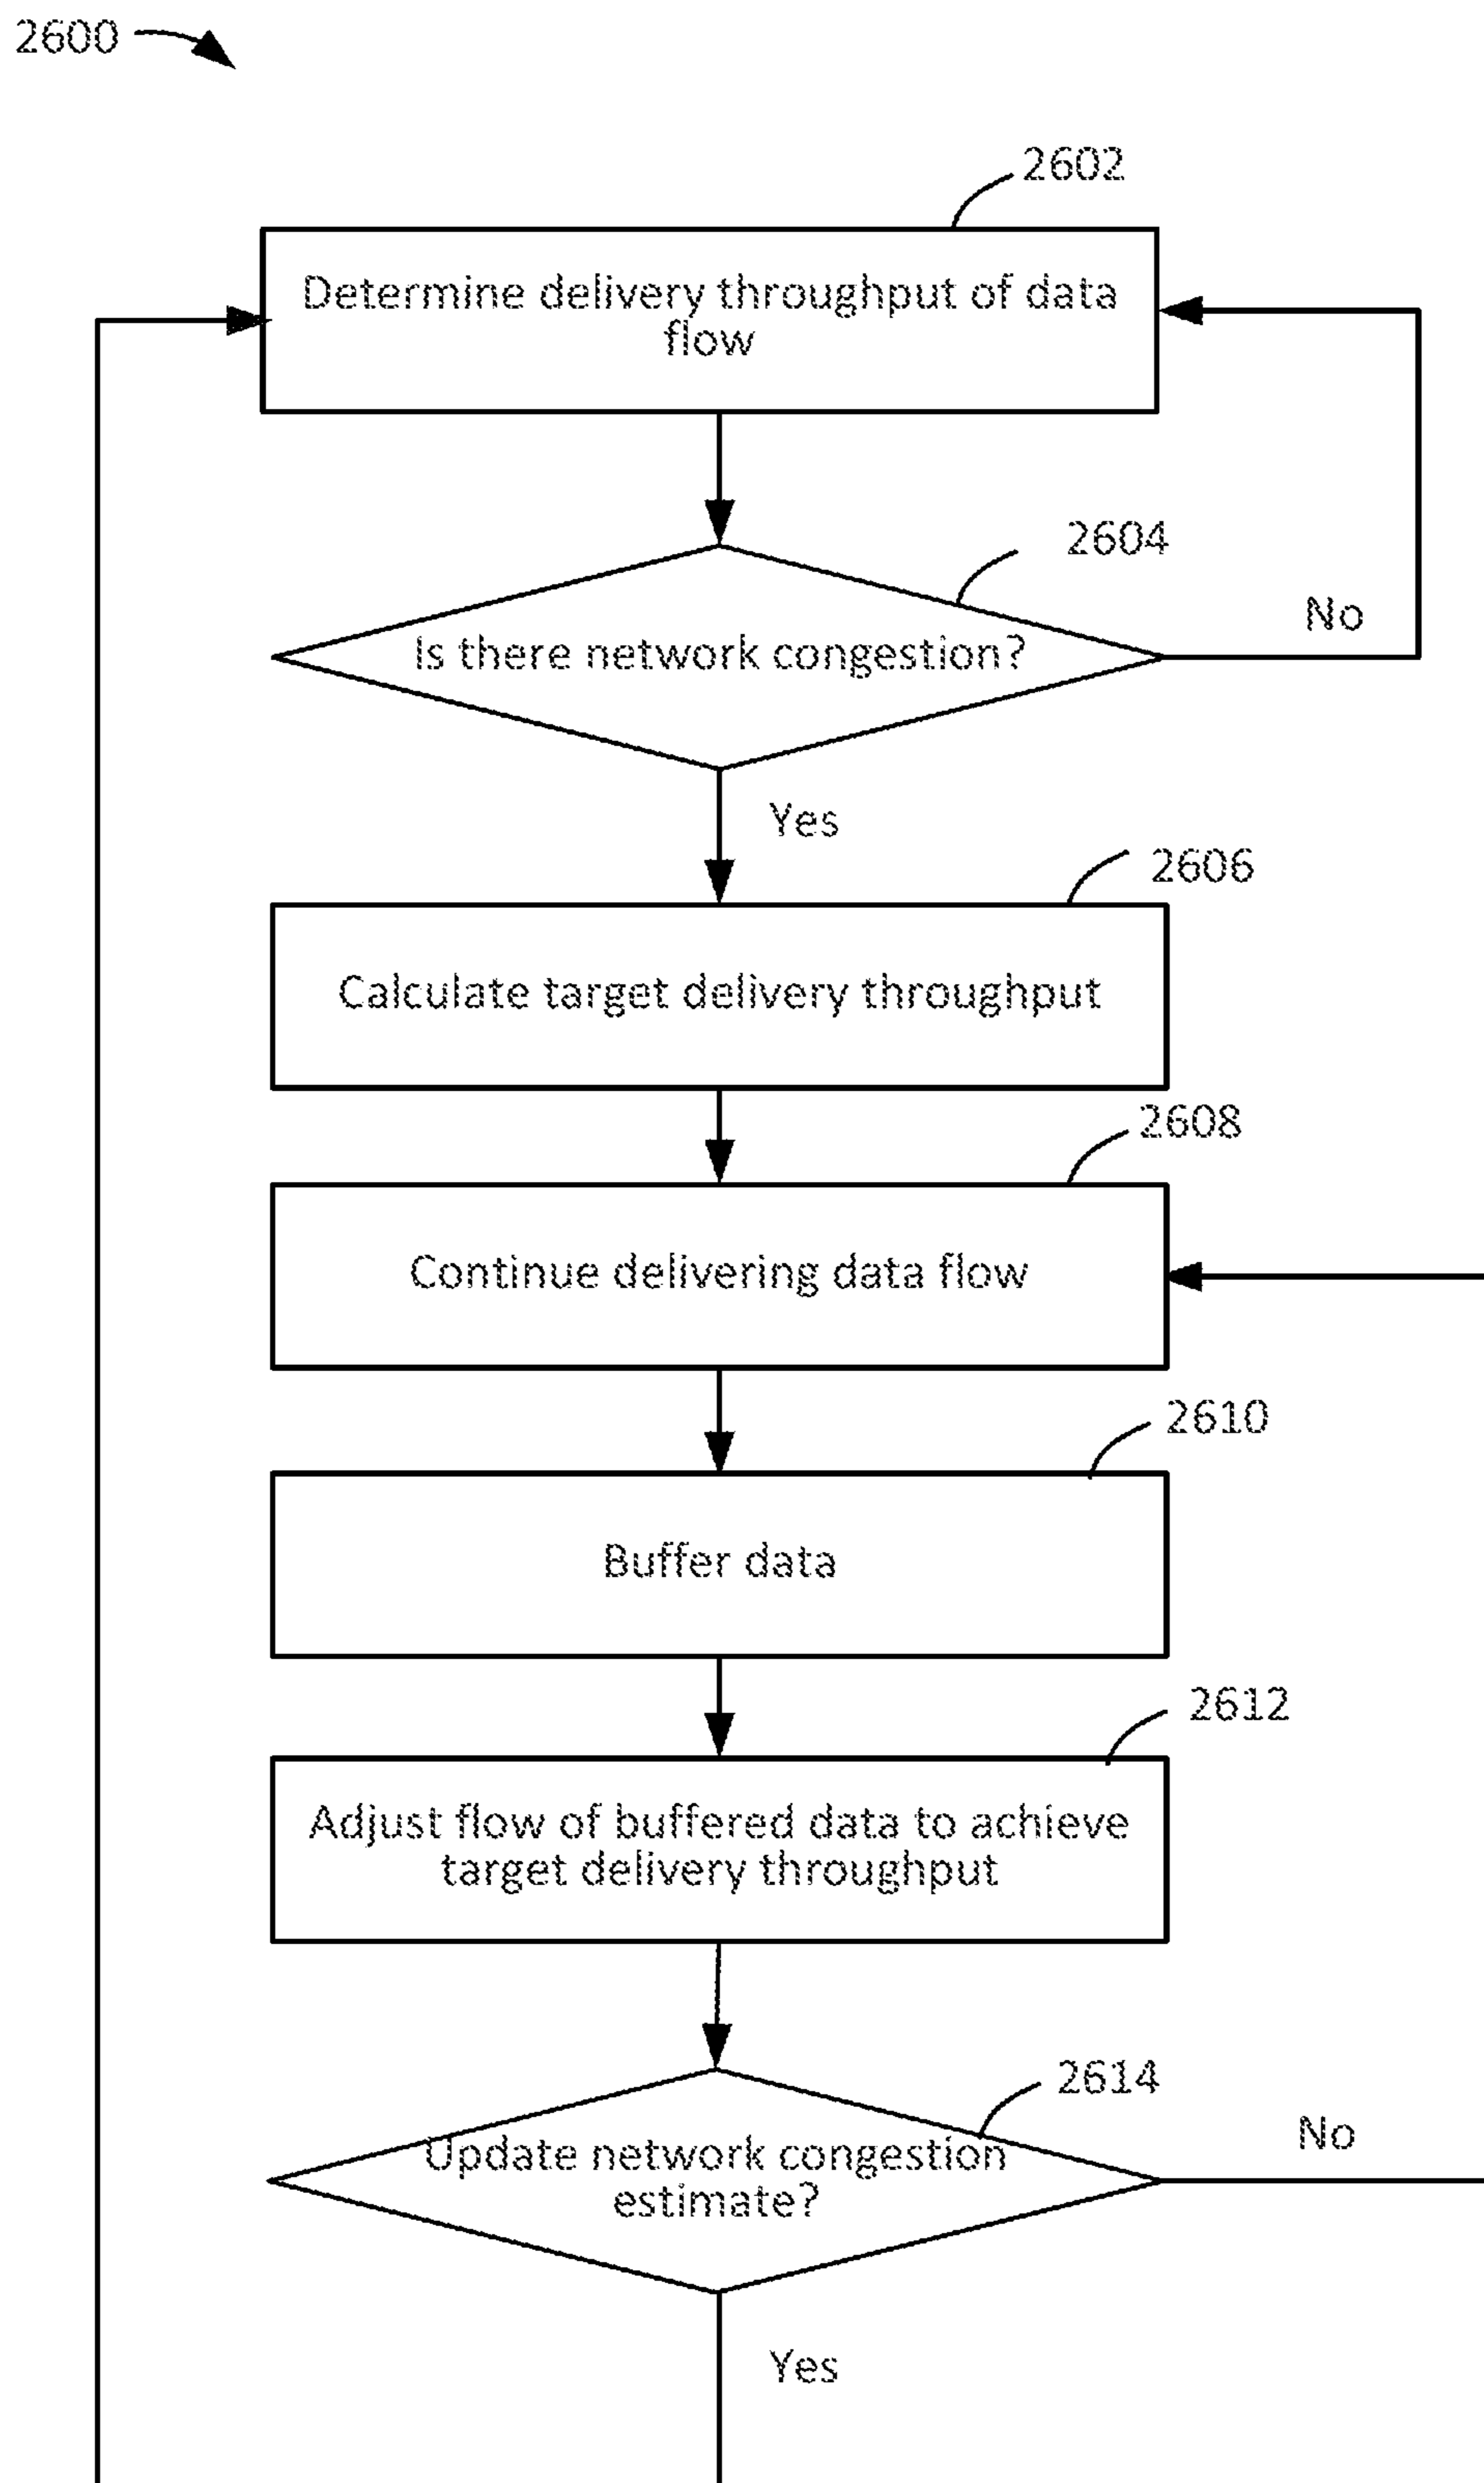 2600
2602
Determine delivery throughput of data
flow
2604
Is there network congestion?
No
Yes
2606
Calculate target delivery throughput
2608
Continue delivering data flow
2610
Buffer data
2612
Adjust flow of buffered data to achieve
target delivery throughput
2614
Update network congestion
estimate?
No
Yes